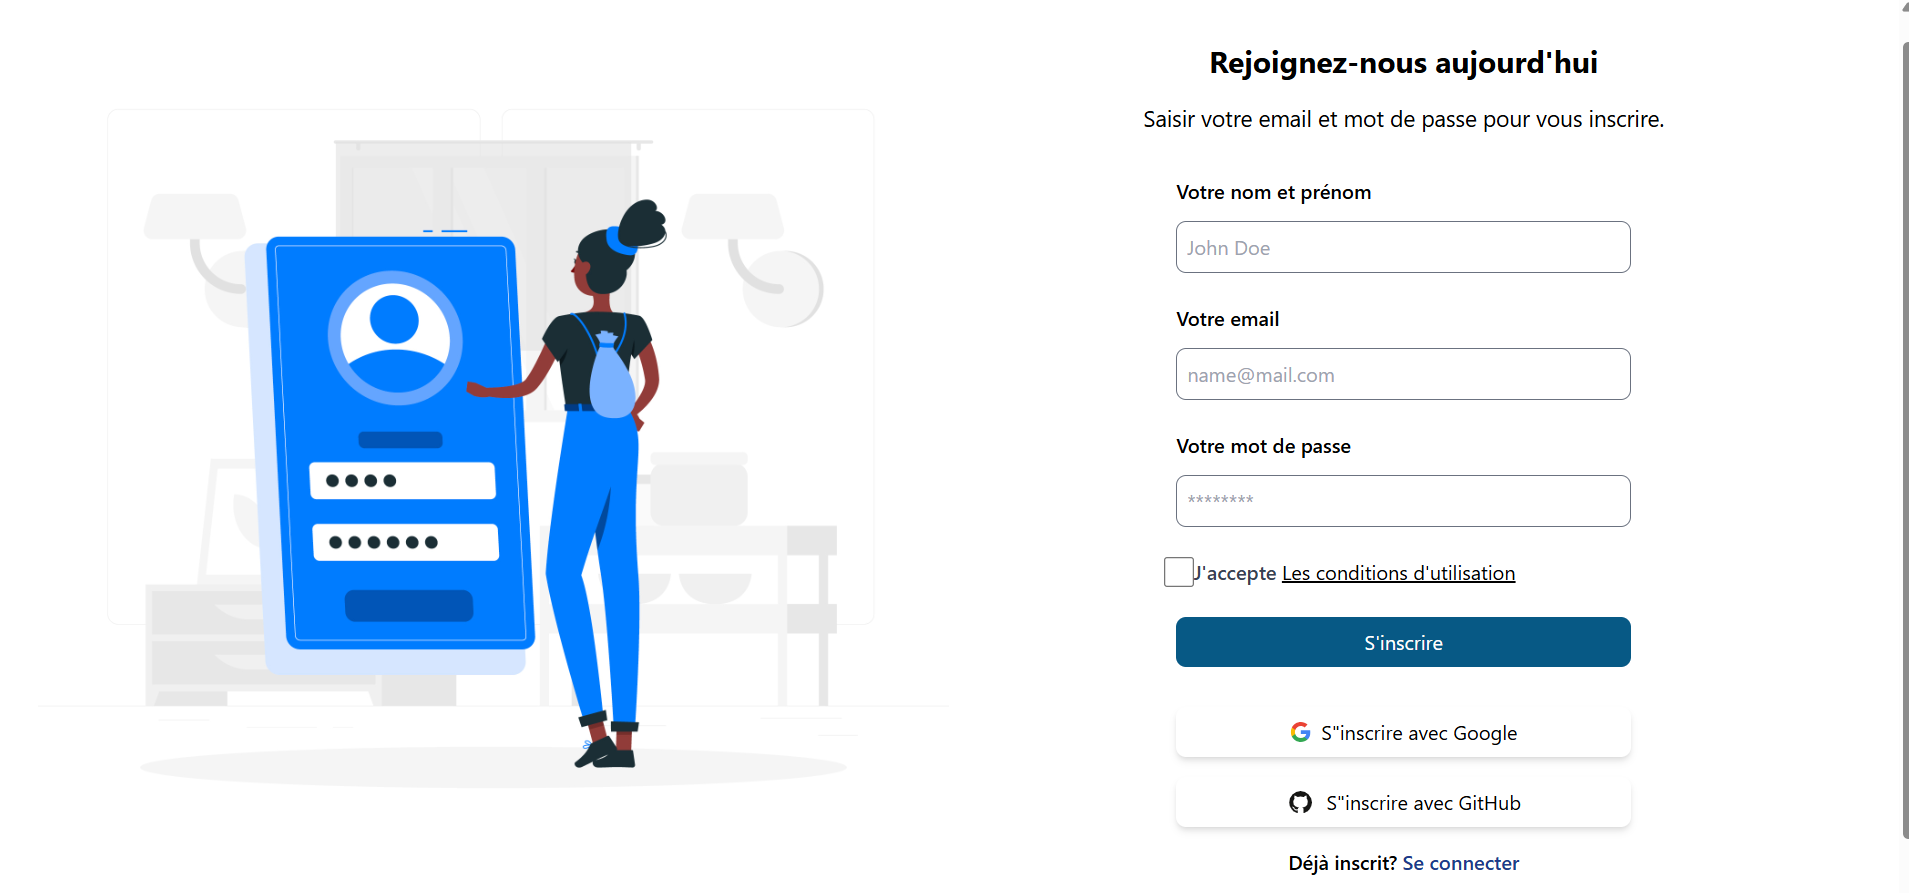 Rejoignez-nous aujourd'hui
Saisir votre email et mot de passe pour vous inscrire.
Votre nom et prénom
John Doe
Votre email
name@mail.com
Votre mot de passe
********
J'accepte Les conditions d'utilisation
S'inscrire
S"inscrire avec Google
S"inscrire avec GitHub
Déjà inscrit? Se connecter